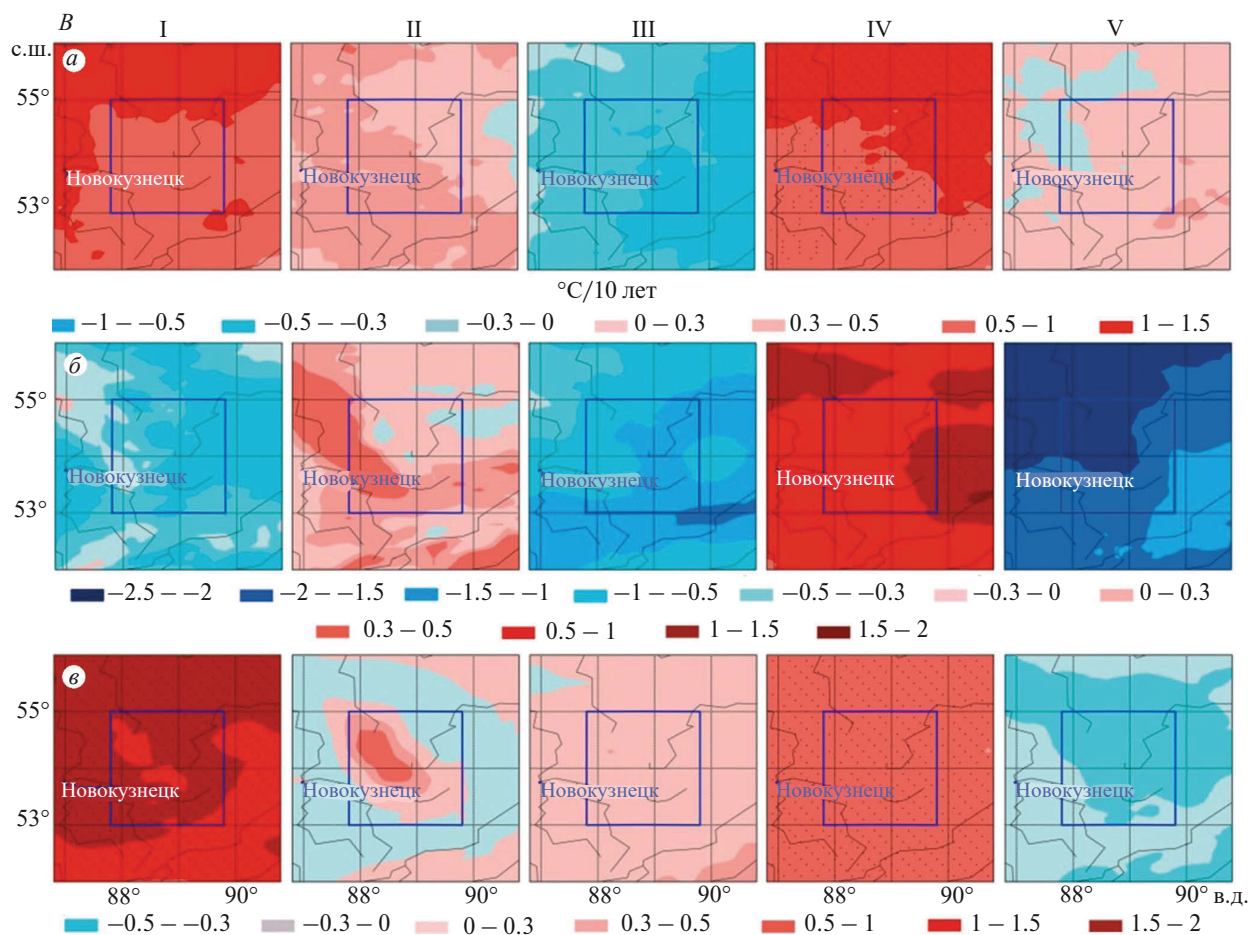 В I II III IV V
с.ш.
а
55°
Новокузнецк Новокузнецк Новокузнецк Новокузнецк Новокузнецк
53°
°C/10 лет
−1 – −0.5 −0.5 – −0.3 −0.3 – 0 0 – 0.3 0.3 – 0.5 0.5 – 1 1 – 1.5
б
55°
Новокузнецк Новокузнецк Новокузнецк Новокузнецк Новокузнецк
53°
−2.5 – −2 −2 – −1.5 −1.5 – −1 −1 – −0.5 −0.5 – −0.3 −0.3 – 0 0 – 0.3
0.3 – 0.5 0.5 – 1 1 – 1.5 1.5 – 2
в
55°
Новокузнецк Новокузнецк Новокузнецк Новокузнецк Новокузнецк
53°
88° 90° 88° 90° 88° 90° 88° 90° 88° 90° в.д.
−0.5 – −0.3 −0.3 – 0 0 – 0.3 0.3 – 0.5 0.5 – 1 1 – 1.5 1.5 – 2